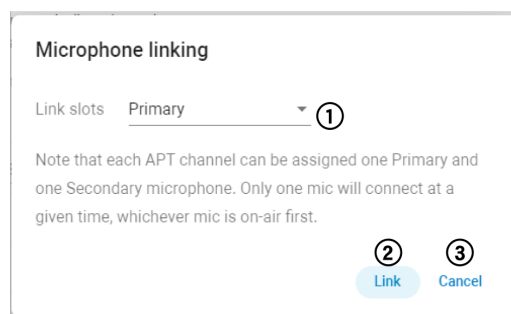 Microphone linking
Link slots Primary ①
Note that each APT channel can be assigned one Primary and
one Secondary microphone. Only one mic will connect at a
given time, whichever mic is on-air first.
② ③
Link Cancel